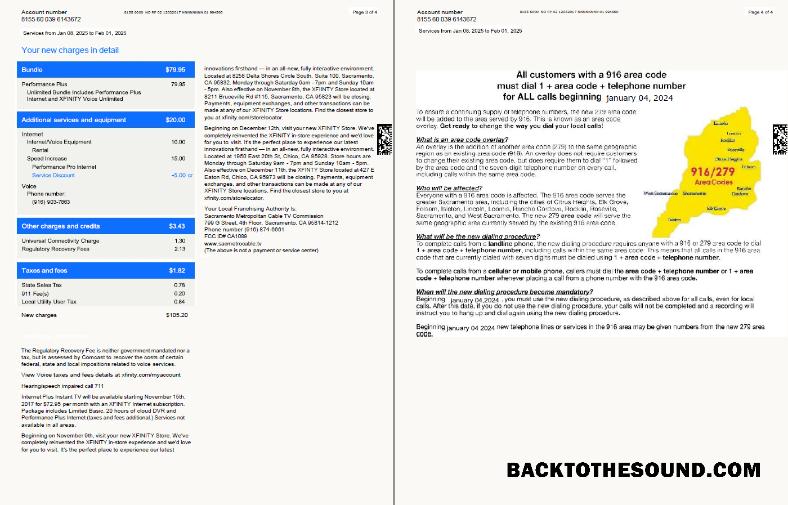 Account number
8155 60 039 6143672
Page 3 of 4
Services from Jan 08, 2025 to Feb 01, 2025
Your new charges in detail
Bundle $79.95
Performance Plus 79.95
Unlimited Bundle Includes Performance Plus
Internet and XFINITY Voice Unlimited
Additional services and equipment $20.00
Internet
Internet/Voice Equipment 10.00
Rental
Speed Increase 15.00
Performance Pro Internet
Service Discount -5.00 cr
Voice
Phone number:
(916) 903-7863
Other charges and credits $3.43
Universal Connectivity Charge 1.30
Regulatory Recovery Fees 2.13
Taxes and fees $1.82
State Sales Tax 0.78
911 Fee(s) 0.20
Local Utility User Tax 0.84
New charges $105.20
The Regulatory Recovery Fee is neither government mandated nor a
tax, but is assessed by Comcast to recover the costs of certain
federal, state and local impositions related to voice services.
View Voice Taxes and Fees details at xfinity.com/myaccount
Hearing/speech impaired call 711
Internet Plus Instant TV will be available starting November 15th,
2017 for $72.95 per month with an XFINITY Internet subscription.
Package includes Limited Basic, 20 hours of cloud DVR and
Performance Plus Internet (taxes and fees additional.) Services not
available in all areas.
Beginning on November 9th, visit your new XFINITY Store. We've
completely reinvented the XFINITY in-store experience and we'd love
for you to visit. It's the perfect place to experience our latest
innovations firsthand — in an all-new, fully interactive environment.
Located at 8256 Delta Shores Circle South, Suite 100, Sacramento,
CA 95832. Monday through Saturday 9am - 7pm and Sunday 10am
- 5pm. Also effective on November 8th, the XFINITY Store located at
8211 Bruceville Rd #115, Sacramento, CA 95823 will be closing.
Payments, equipment exchanges, and other transactions can be
made at any of our XFINITY Store locations. Find the closest store to
you at xfinity.com/storelocator.
Beginning on December 12th, visit your new XFINITY Store. We've
completely reinvented the XFINITY in-store experience and we'd love
for you to visit. It's the perfect place to experience our latest
innovations firsthand — in an all-new, fully interactive environment.
Located at 1950 East 20th St, Chico, CA 95928. Store hours are
Monday through Saturday 9am - 7pm and Sunday 10am - 5pm.
Also effective on December 11th, the XFINITY Store located at 427 E
Eaton Rd, Chico, CA 95973 will be closing. Payments, equipment
exchanges, and other transactions can be made at any of our
XFINITY Store locations. Find the closest store to you at
xfinity.com/storelocator.
Your Local Franchising Authority is:
Sacramento Metropolitan Cable TV Commission
799 G Street, 4th Floor, Sacramento, CA 95814-1212
Phone number (916) 874-6661
FCC ID# CA1089
www.sacmetrocable.tv
(The above is not a payment or service center)
Account number
8155 60 039 6143672
Page 4 of 4
Services from Jan 08, 2025 to Feb 01, 2025
All customers with a 916 area code
must dial 1 + area code + telephone number
for ALL calls beginning january 04, 2024
To ensure a continuing supply of telephone numbers, the new 279 area code
will be added to the area served by 916. This is known as an area code
overlay. Get ready to change the way you dial your local calls!
What is an area code overlay?
An overlay is the addition of another area code (279) to the same geographic
region as an existing area code (916). An overlay does not require customers
to change their existing area code, but does require them to dial "1" followed
by the area code and the seven-digit telephone number on every call,
including calls within the same area code.
Who will be affected?
Everyone with a 916 area code is affected. The 916 area code serves the
greater Sacramento area, including the cities of Citrus Heights, Elk Grove,
Folsom, Isleton, Lincoln, Loomis, Rancho Cordova, Rocklin, Roseville,
Sacramento, and West Sacramento. The new 279 area code will serve the
same geographic area currently served by the existing 916 area code.
916/279
Area Codes
Lincoln
Loomis
Rocklin
Roseville
Citrus Heights
Folsom
West Sacramento
Sacramento
Rancho
Cordova
Elk Grove
Isleton
What will be the new dialing procedure?
To complete calls from a landline phone, the new dialing procedure requires anyone with a 916 or 279 area code to dial
1 + area code + telephone number, including calls within the same area code. This means that all calls in the 916 area
code that are currently dialed with seven digits must be dialed using 1 + area code + telephone number.
To complete calls from a cellular or mobile phone, callers must dial the area code + telephone number or 1 + area
code + telephone number whenever placing a call from a phone number with the 916 area code.
When will the new dialing procedure become mandatory?
Beginning january 04,2024 , you must use the new dialing procedure, as described above for all calls, even for local
calls. After this date, if you do not use the new dialing procedure, your calls will not be completed and a recording will
instruct you to hang up and dial again using the new dialing procedure.
Beginning january 04 2024 new telephone lines or services in the 916 area may be given numbers from the new 279 area
code.
BACKTOTHESOUND.COM